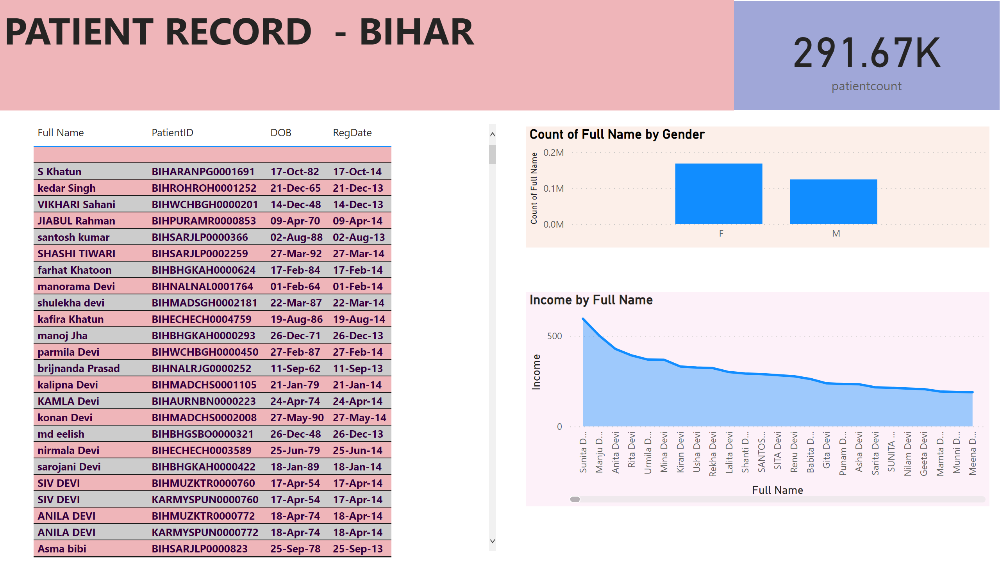 PATIENT RECORD - BIHAR
291.67K
patientcount
Full Name PatientID DOB RegDate
S Khatun BIHARANPG0001691 17-Oct-82 17-Oct-14
kedar Singh BIHROHROH0001252 21-Dec-65 21-Dec-13
VIKHARI Sahani BIHWCHBGH0000201 14-Dec-48 14-Dec-13
JIABUL Rahman BIHPURAMR0000853 09-Apr-70 09-Apr-14
santosh kumar BIHSARJLP0000366 02-Aug-88 02-Aug-13
SHASHI TIWARI BIHSARJLP0002259 27-Mar-92 27-Mar-14
farhat Khatoon BIHBHGKAH0000624 17-Feb-84 17-Feb-14
manorama Devi BIHNALNAL0001764 01-Feb-64 01-Feb-14
shulekha devi BIHMADSGH0002181 22-Mar-87 22-Mar-14
kafira Khatun BIHECHECH0004759 19-Aug-86 19-Aug-14
manoj Jha BIHBHGKAH0000293 26-Dec-71 26-Dec-13
parmila Devi BIHWCHBGH0000450 27-Feb-87 27-Feb-14
brijnanda Prasad BIHNALRJG0000252 11-Sep-62 11-Sep-13
kalipna Devi BIHMADCHS0001105 21-Jan-79 21-Jan-14
KAMLA Devi BIHAURNBN0000223 24-Apr-74 24-Apr-14
konan Devi BIHMADCHS0002008 27-May-90 27-May-14
md eelish BIHBHGSBO0000321 26-Dec-48 26-Dec-13
nirmala Devi BIHECHECH0003589 25-Jun-79 25-Jun-14
sarojani Devi BIHBHGKAH0000422 18-Jan-89 18-Jan-14
SIV DEVI BIHMUZKTR0000760 17-Apr-54 17-Apr-14
SIV DEVI KARMYSPUN0000760 17-Apr-54 17-Apr-14
ANILA DEVI BIHMUZKTR0000772 18-Apr-74 18-Apr-14
ANILA DEVI KARMYSPUN0000772 18-Apr-74 18-Apr-14
Asma bibi BIHSARJLP0000823 25-Sep-78 25-Sep-13
Count of Full Name by Gender
Count of Full Name
0.2M
0.1M
0.0M
F M
Income by Full Name
Income
500
0
Sunita D...
Manju D...
Anita Devi
Rita Devi
Urmila D...
Mina Devi
Kiran Devi
Usha Devi
Rekha Devi
Lalita Devi
Shanti D...
SANTOS...
SITA Devi
Renu Devi
Babita D...
Gita Devi
Punam D...
Asha Devi
Sarita Devi
SUNITA ...
Nilam Devi
Geeta Devi
Mamta D...
Munni D...
Meena D...
Full Name